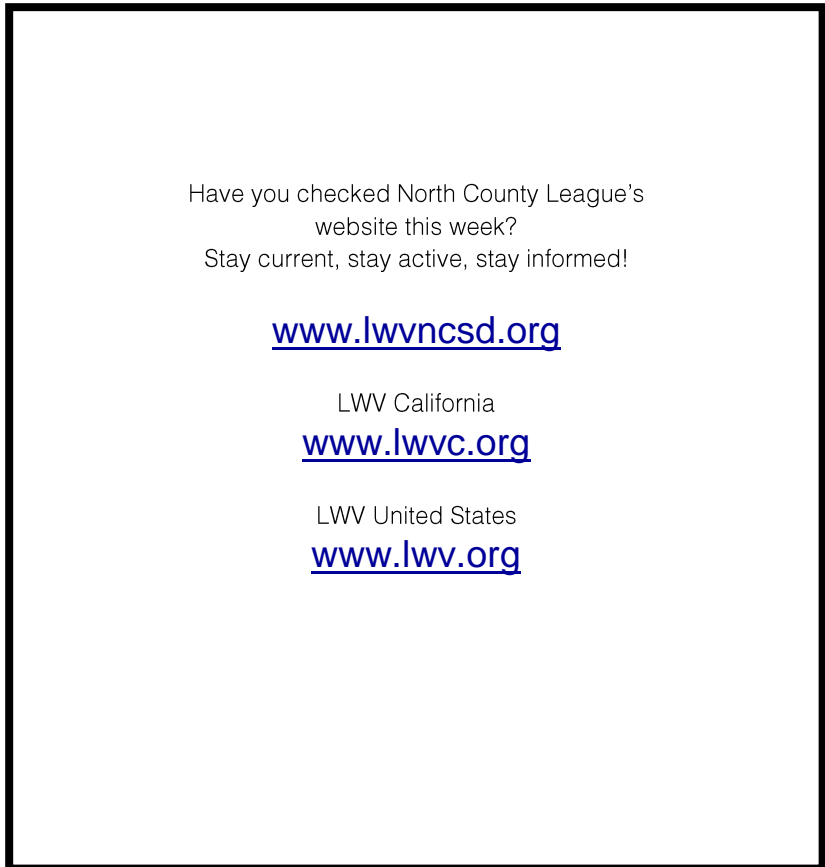 Have you checked North County League’s
website this week?
Stay current, stay active, stay informed!
www.lwvncsd.org
LWV California
www.lwvc.org
LWV United States
www.lwv.org